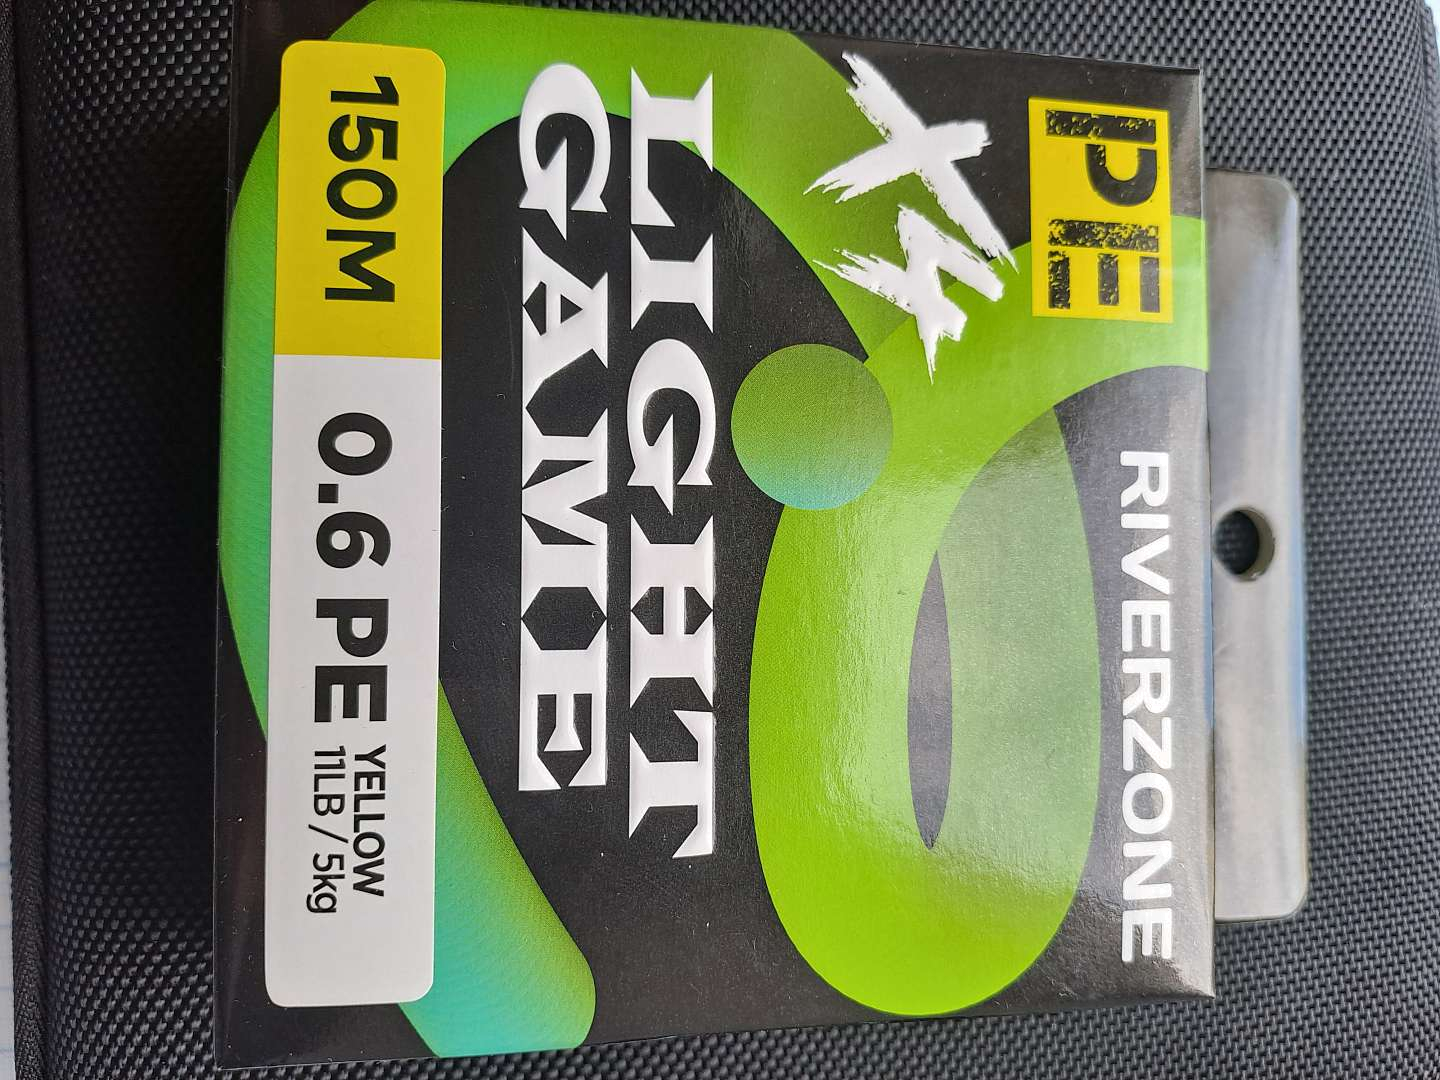 RIVERZONE
PE
X4
LIGHT
GAME
150M
0.6 PE
YELLOW
11LB / 5kg